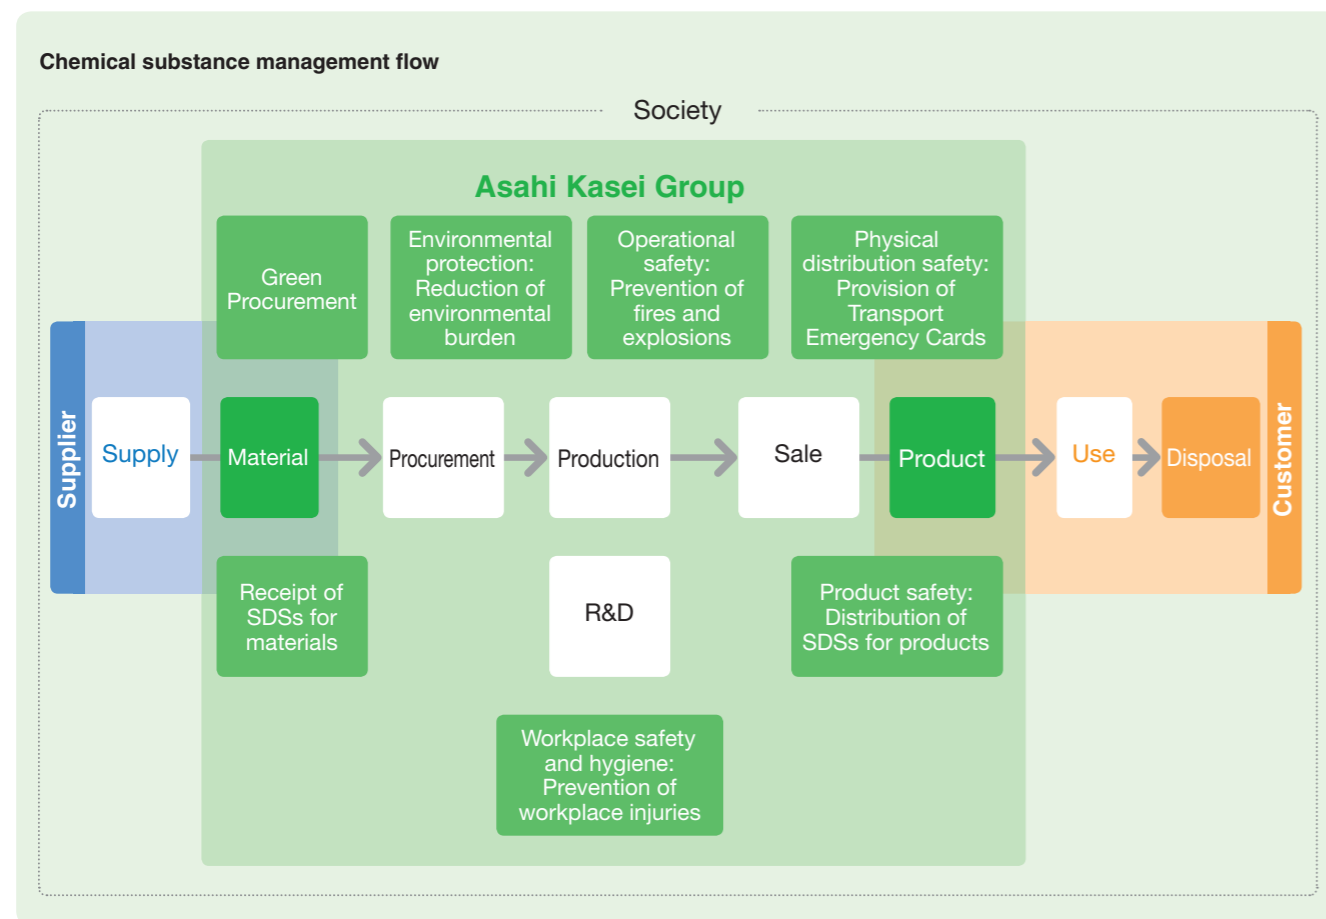 Chemical substance management flow
Society
Asahi Kasei Group
Green
Procurement
Environmental
protection:
Reduction of
environmental
burden
Operational
safety:
Prevention of
fires and
explosions
Physical
distribution safety:
Provision of
Transport
Emergency Cards
Supplier
Supply
Material
Procurement
Production
Sale
Product
Use
Disposal
Customer
Receipt of
SDSs for
materials
R&D
Product safety:
Distribution of
SDSs for products
Workplace safety
and hygiene:
Prevention of
workplace injuries